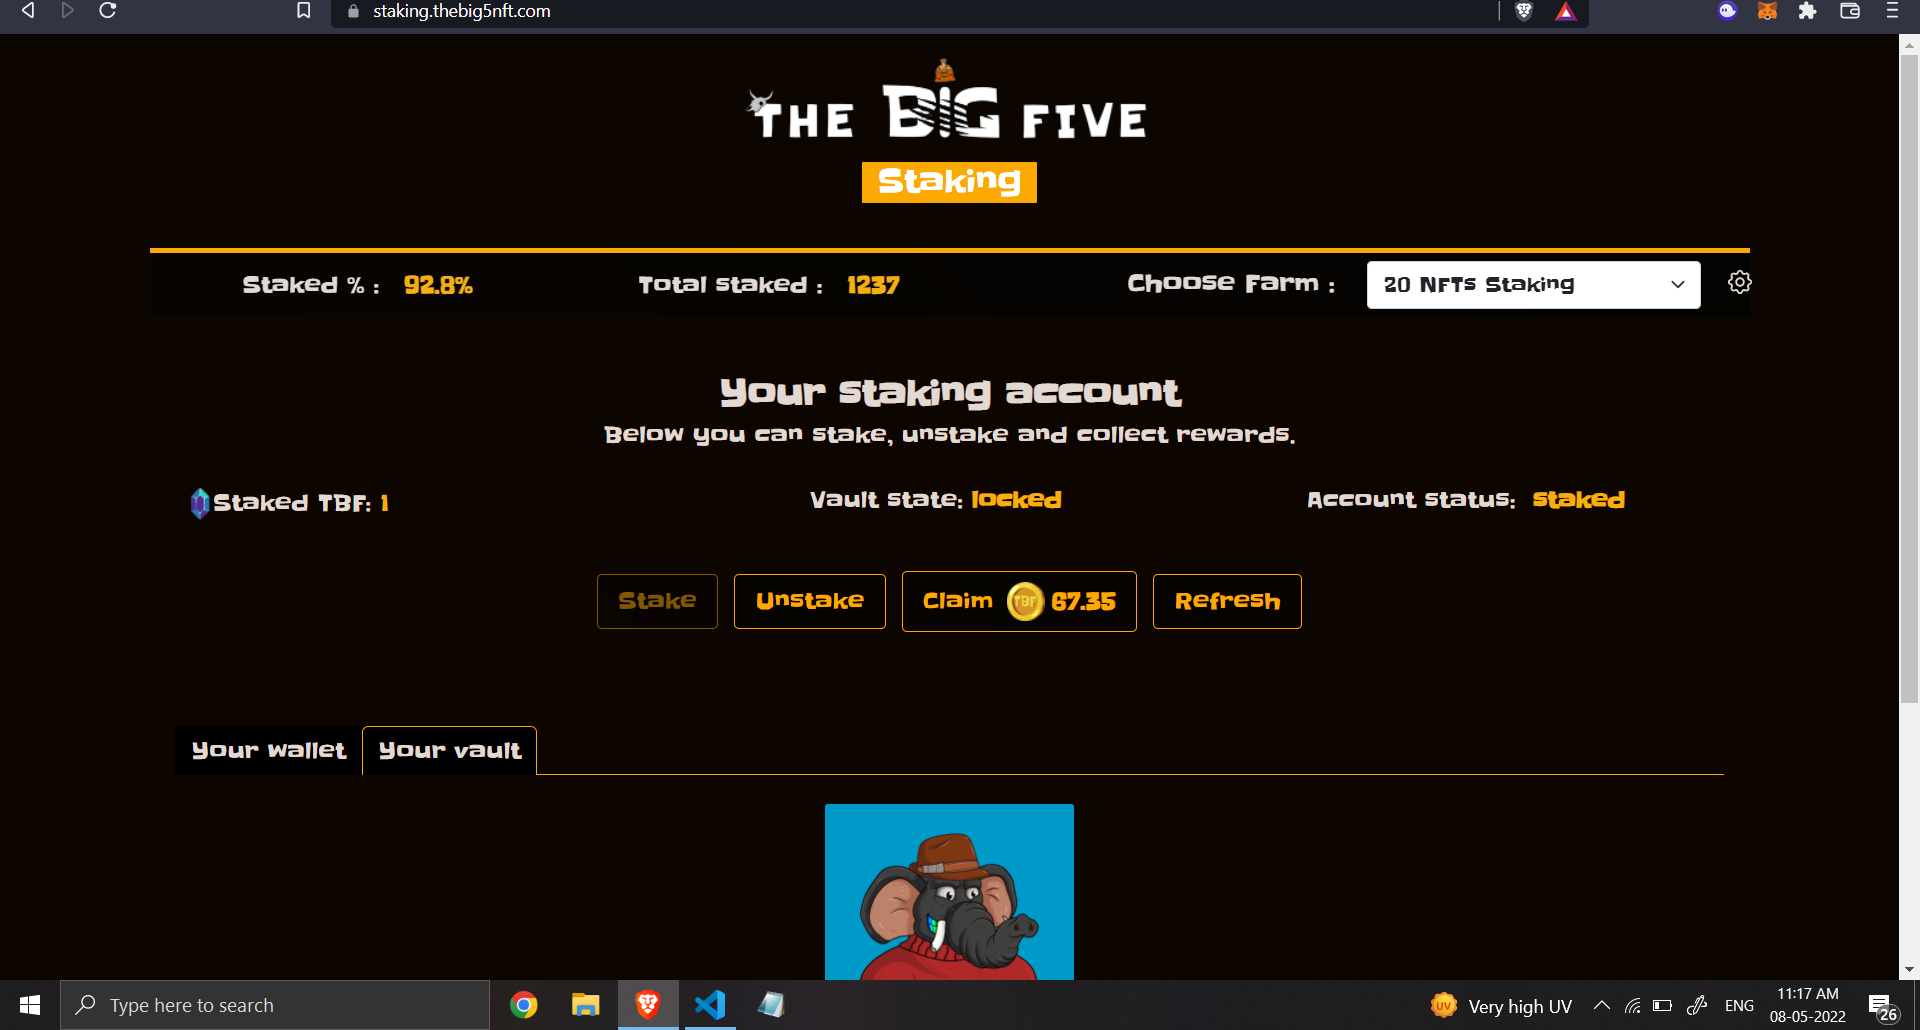 staking.thebig5nft.com
THE BIG FIVE
Staking
Staked % : 92.8% Total staked : 1237 Choose Farm : 20 NFTs Staking
Your staking account
Below you can stake, unstake and collect rewards.
Staked TBF: 1 Vault state: locked Account status: staked
Stake Unstake Claim TBF 67.35 Refresh
Your wallet Your vault
Type here to search UV Very high UV ENG 11:17 AM
08-05-2022 26